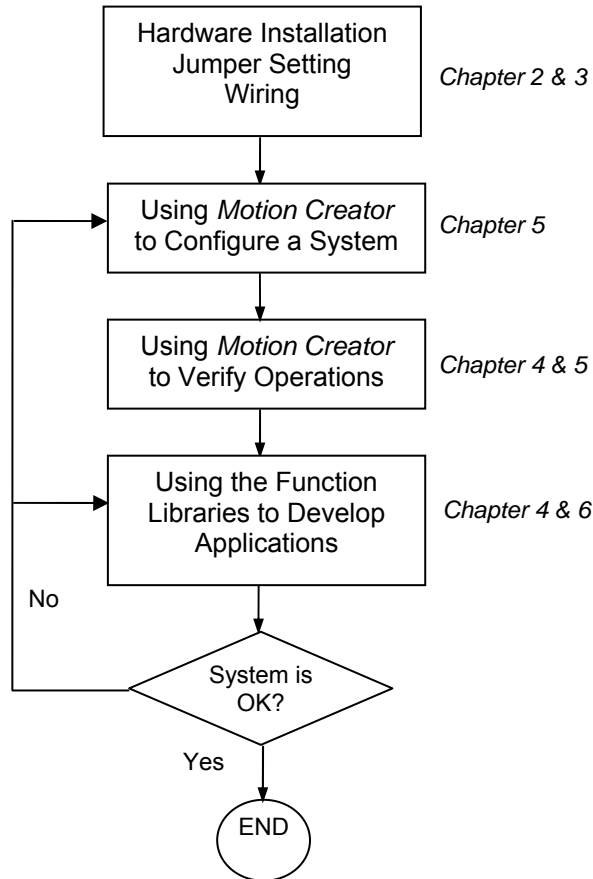 Hardware Installation
Jumper Setting
Wiring
Chapter 2 & 3
Using Motion Creator
to Configure a System
Chapter 5
Using Motion Creator
to Verify Operations
Chapter 4 & 5
Using the Function
Libraries to Develop
Applications
Chapter 4 & 6
No
System is
OK?
Yes
END